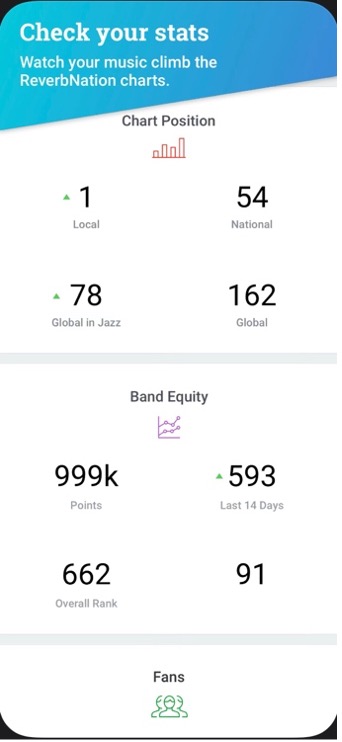 Check your stats
Watch your music climb the
ReverbNation charts.
Chart Position
1 54
Local National
78 162
Global in Jazz Global
Band Equity
999k 593
Points Last 14 Days
662 91
Overall Rank
Fans